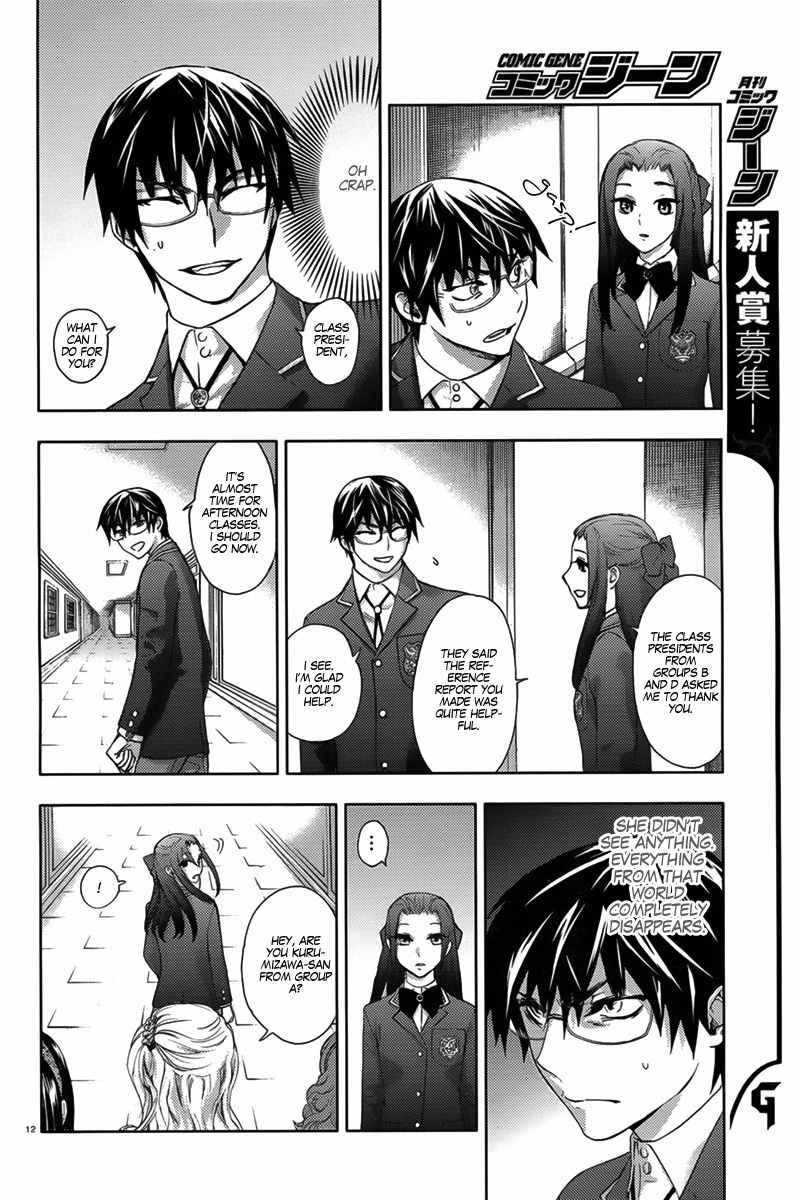 COMIC GENE
コミックジーン
月刊
コミック
ジーン
新人賞募集!
Gasp!
OH
CRAP.
CLASS
PRESI-
DENT,
WHAT
CAN I
DO FOR
YOU?
THE CLASS
PRESIDENTS
FROM
GROUPS B
AND D ASKED
ME TO THANK
YOU.
THEY SAID
THE REF-
ERENCE
REPORT YOU
MADE WAS
QUITE HELP-
FUL.
I SEE.
I'M GLAD
I COULD
HELP.
IT'S
ALMOST
TIME FOR
AFTERNOON
CLASSES.
I SHOULD
GO NOW.
SHE DIDN'T
SEE ANYTHING.
EVERYTHING
FROM THAT
WORLD
COMPLETELY
DISAPPEARS.
...
HEY, ARE
YOU KURU-
MIZAWA-SAN
FROM GROUP
A?
!
12
G